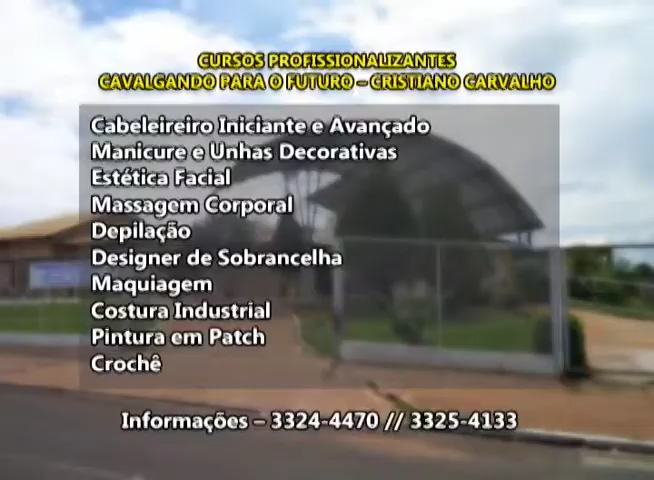 CURSOS PROFISSIONALIZANTES
CAVALGANDO PARA O FUTURO – CRISTIANO CARVALHO
Cabeleireiro Iniciante e Avançado
Manicure e Unhas Decorativas
Estética Facial
Massagem Corporal
Depilação
Designer de Sobrancelha
Maquiagem
Costura Industrial
Pintura em Patch
Crochê
Informações – 3324-4470 // 3325-4133